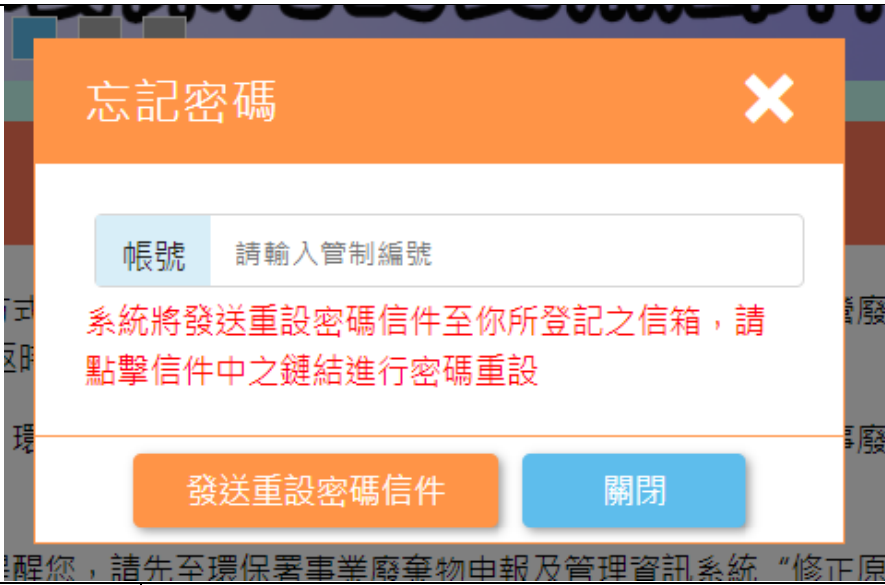 忘記密碼
帳號 請輸入管制編號
系統將發送重設密碼信件至你所登記之信箱，請
點擊信件中之鏈結進行密碼重設
環
發送重設密碼信件 關閉
醒您，請先至環保署事業廢棄物申報及管理資訊系統“修正原